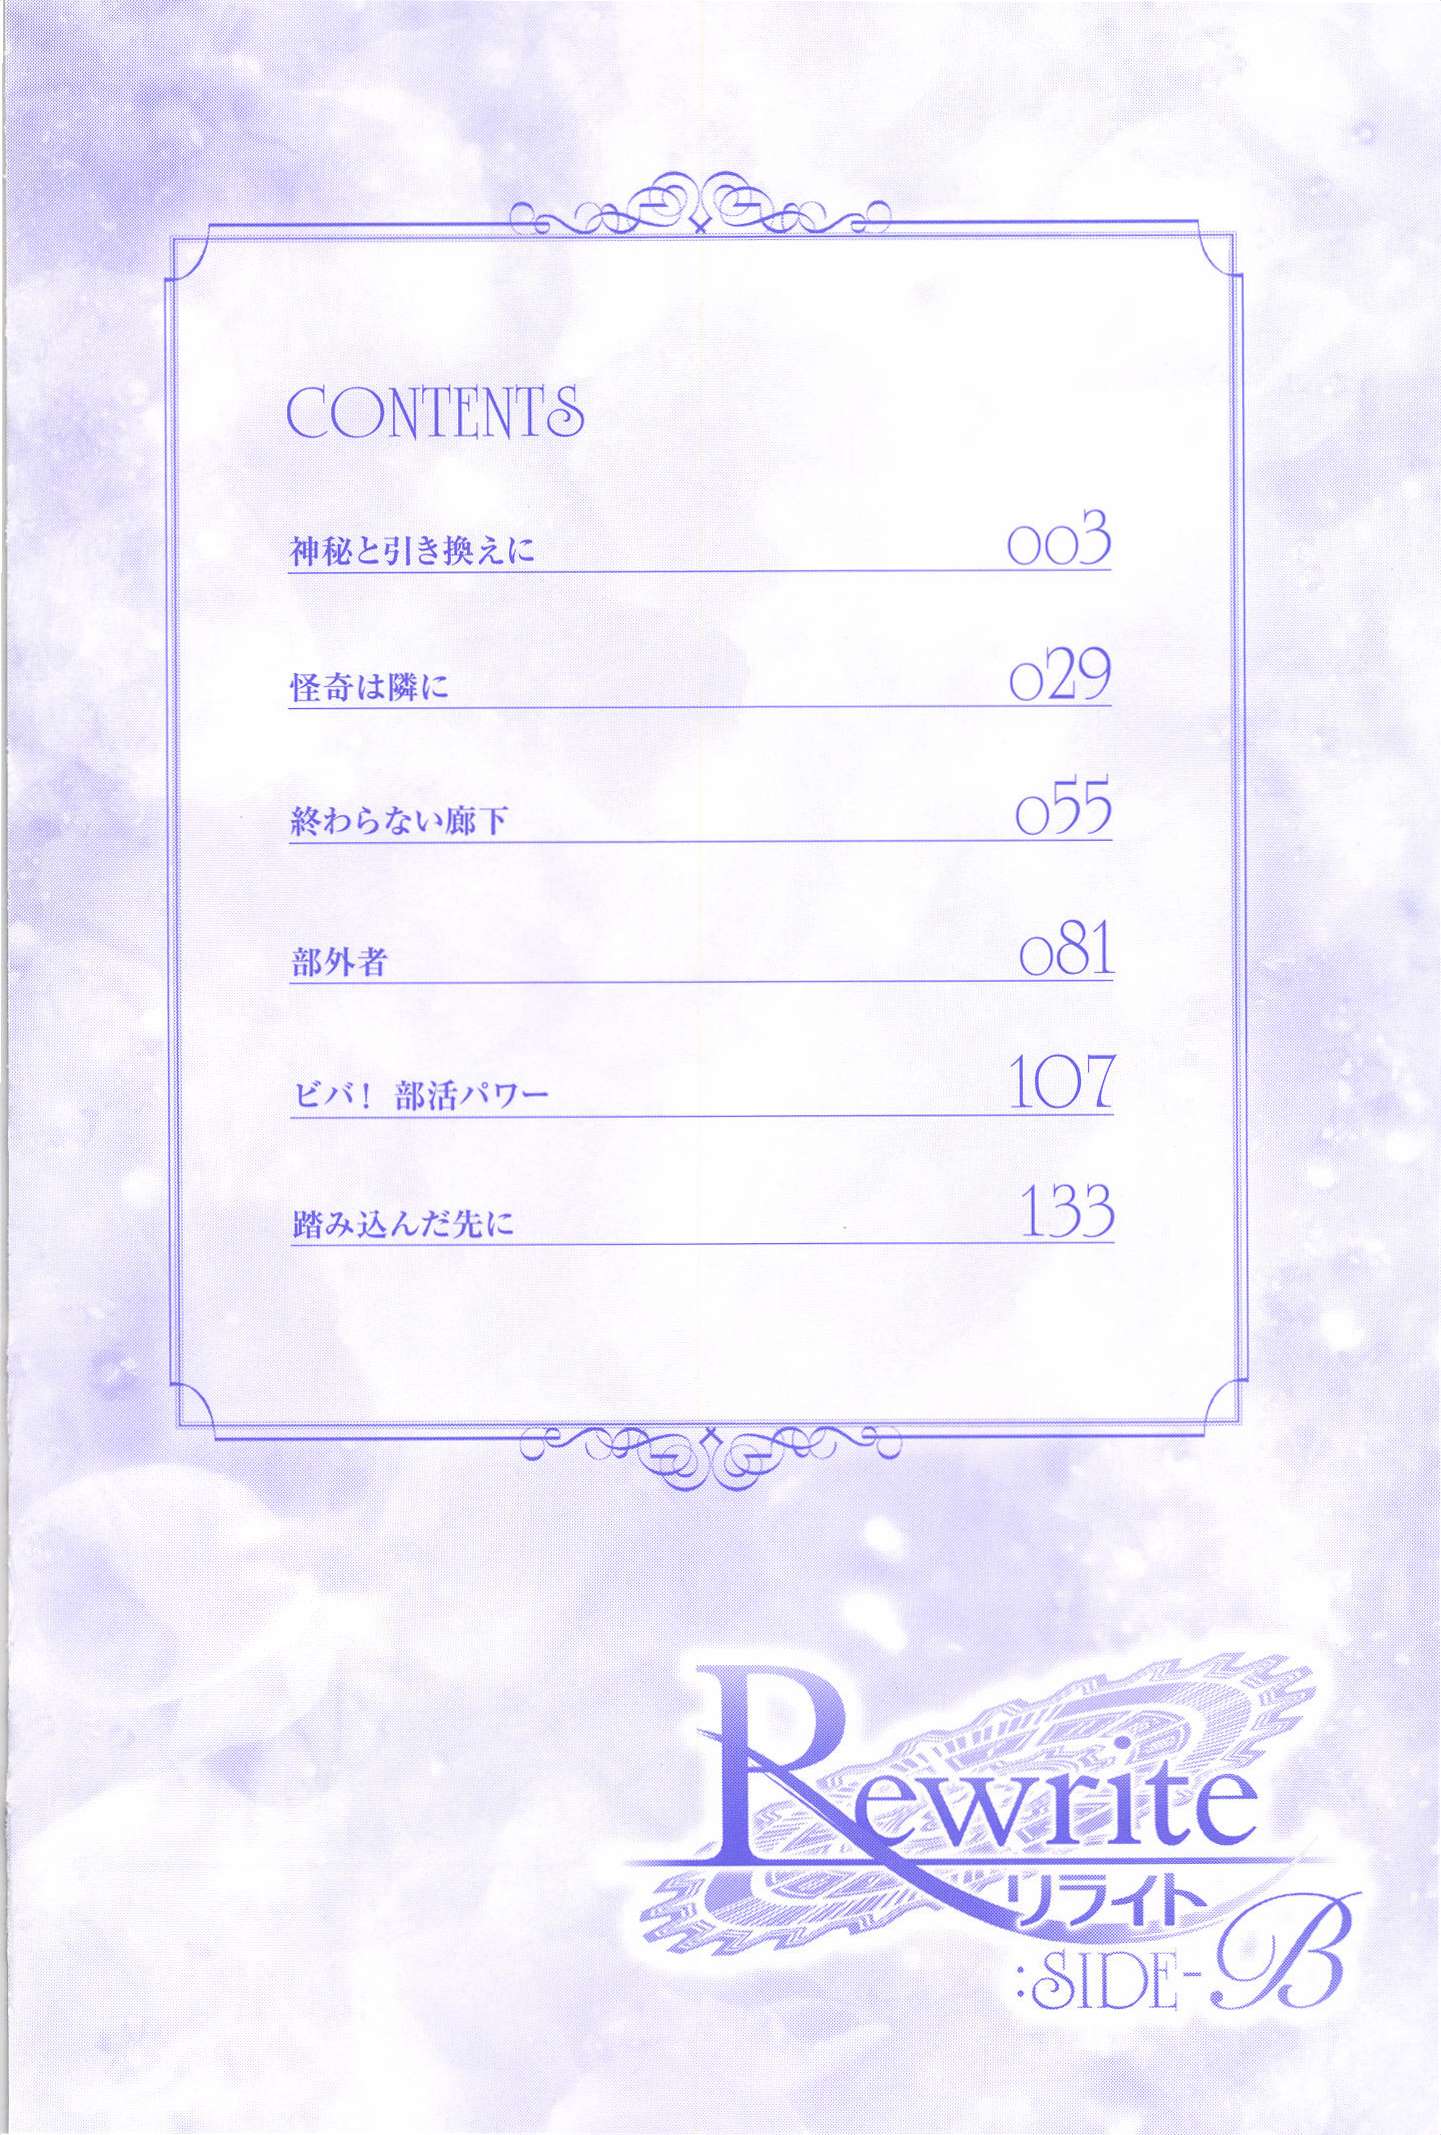 CONTENTS
神秘と引き換えに 003
怪奇は隣に 029
終わらない廊下 055
部外者 081
ビバ！ 部活パワー 107
踏み込んだ先に 133
Rewrite
リライト
:SIDE-B